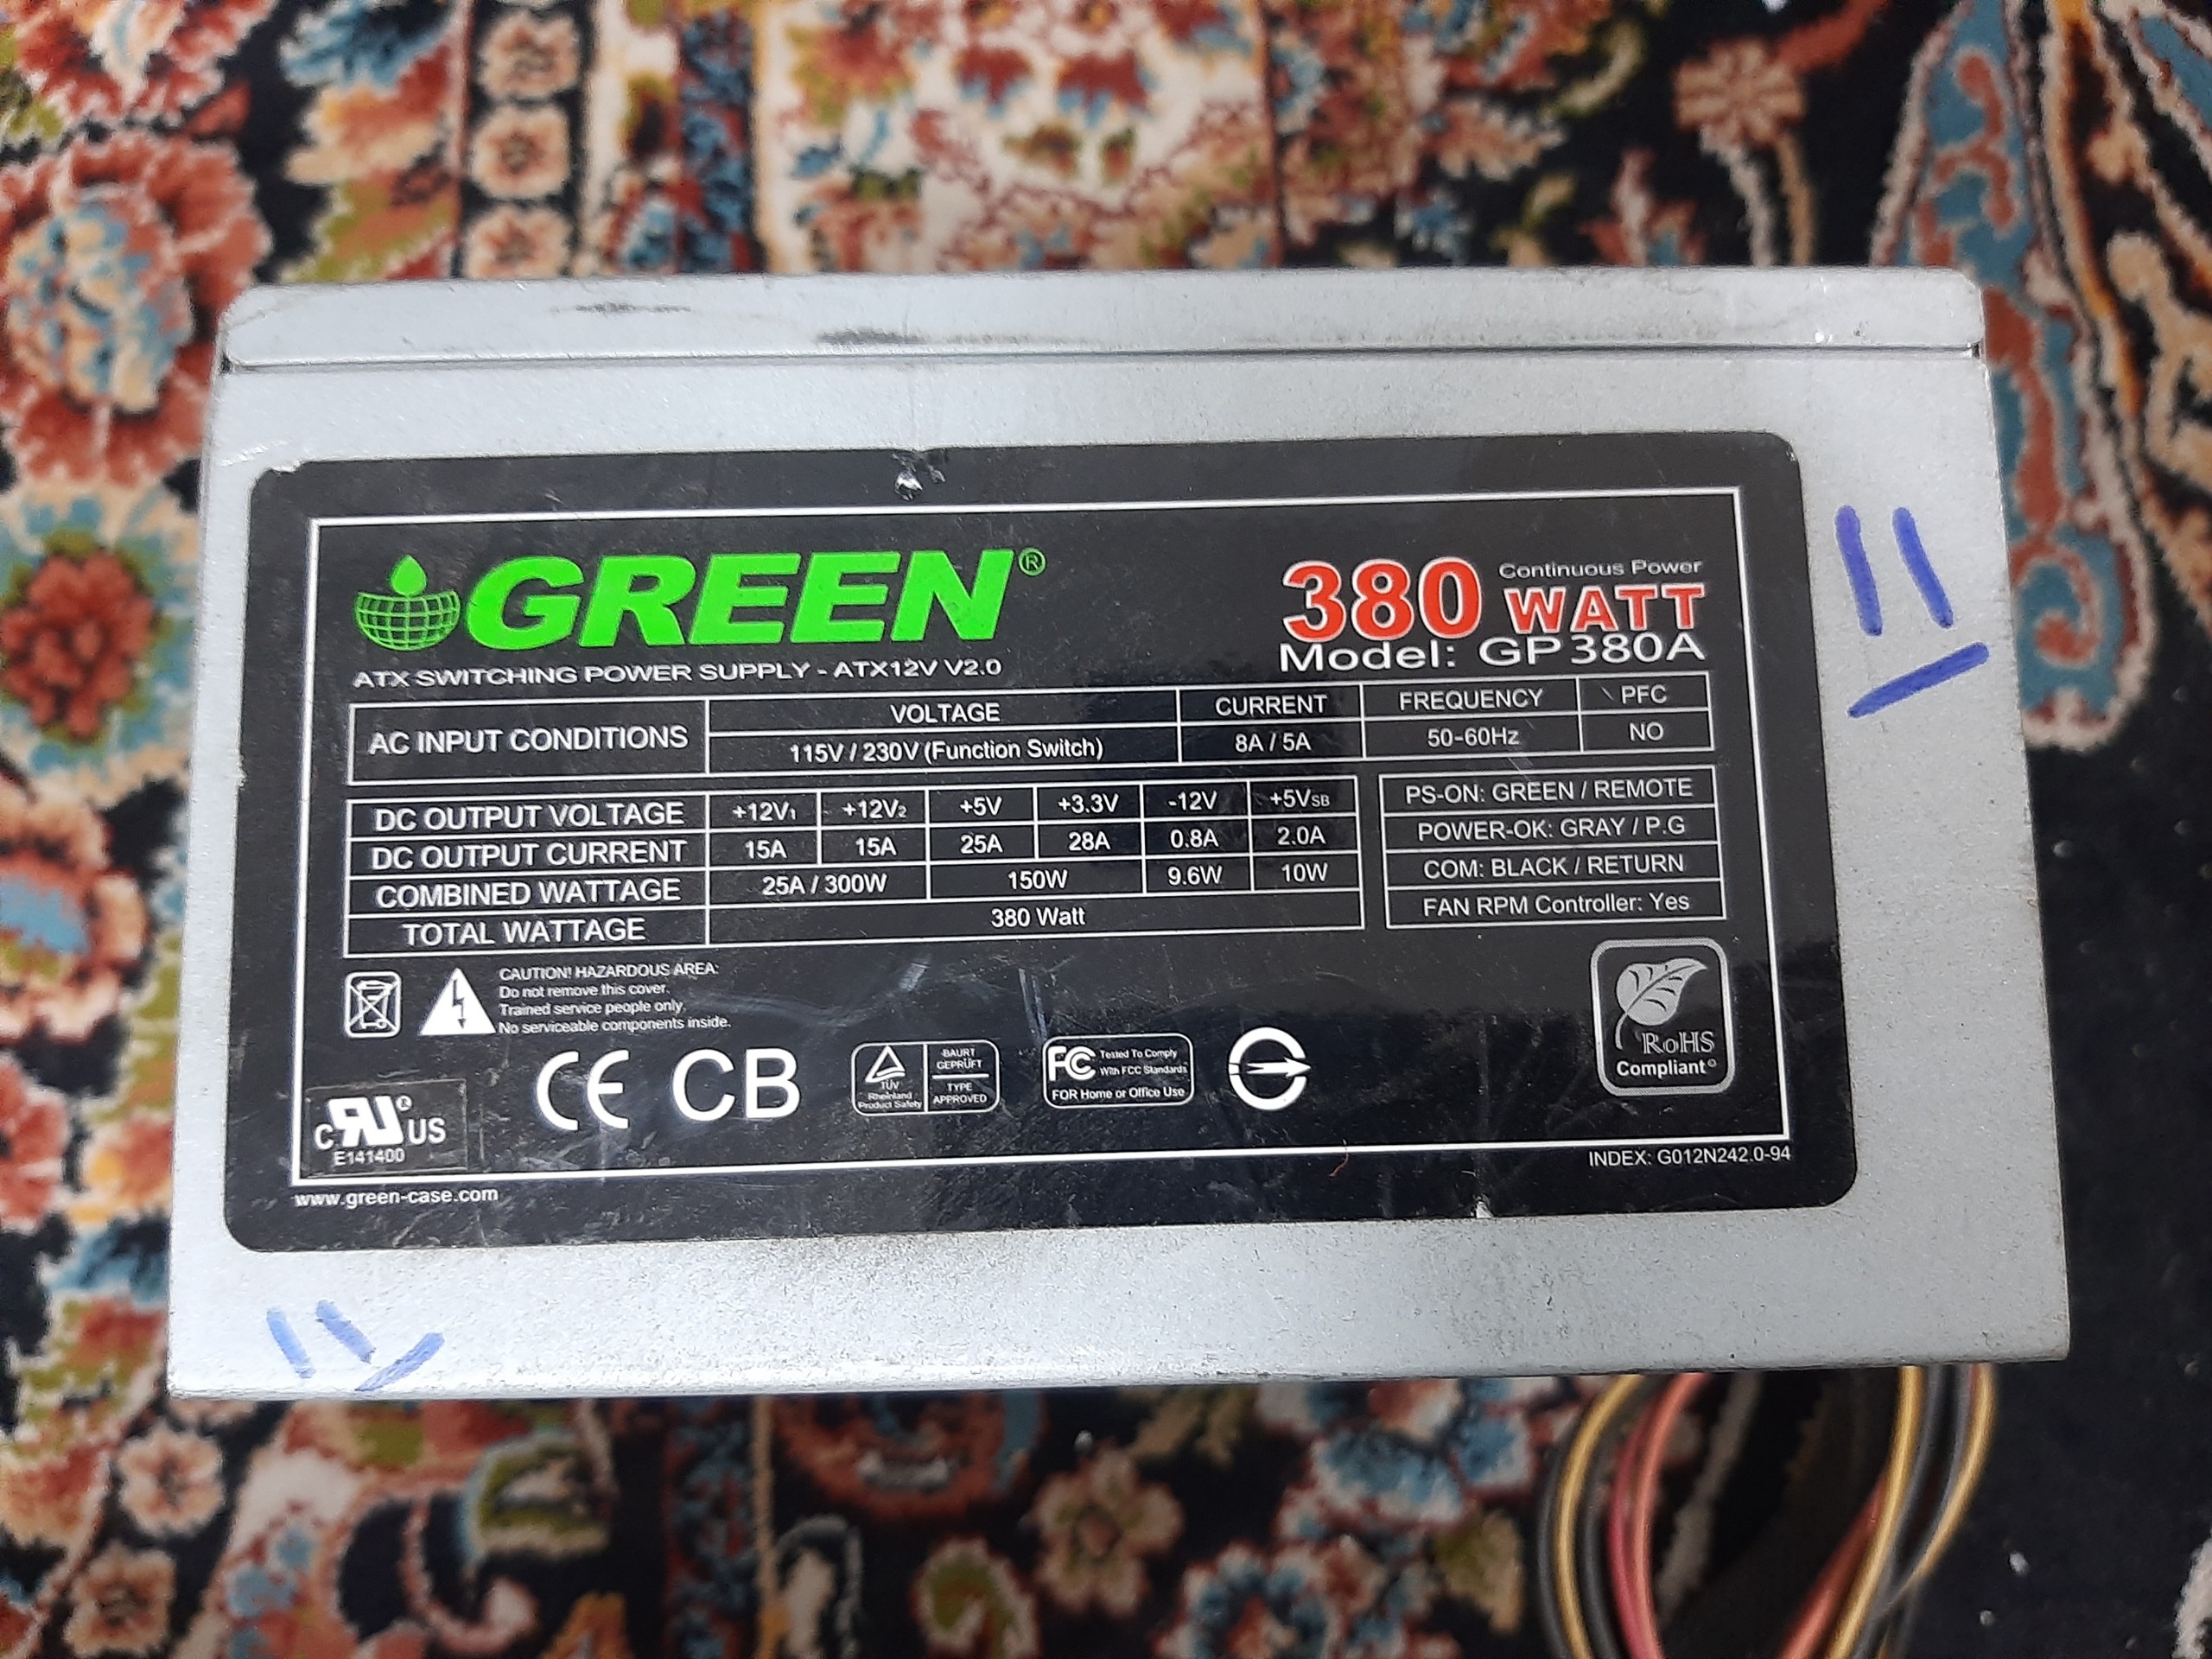 GREEN®
ATX SWITCHING POWER SUPPLY - ATX12V V2.0
380 Continuous Power
WATT
Model: GP380A
AC INPUT CONDITIONS VOLTAGE CURRENT FREQUENCY PFC
115V / 230V (Function Switch) 8A / 5A 50-60Hz NO
DC OUTPUT VOLTAGE +12V1 +12V2 +5V +3.3V -12V +5VSB
DC OUTPUT CURRENT 15A 15A 25A 28A 0.8A 2.0A
COMBINED WATTAGE 25A / 300W 150W 9.6W 10W
TOTAL WATTAGE 380 Watt
PS-ON: GREEN / REMOTE
POWER-OK: GRAY / P.G
COM: BLACK / RETURN
FAN RPM Controller: Yes
CAUTION! HAZARDOUS AREA:
Do not remove this cover.
Trained service people only.
No serviceable components inside.
CE CB
TÜV
Rheinland
Product Safety
BAURT
GEPRÜFT
TYPE
APPROVED
FC Tested To Comply
With FCC Standards
FOR Home or Office Use
RoHS
Compliant
c RU ® US
E141400
INDEX: G012N242.0-94
www.green-case.com